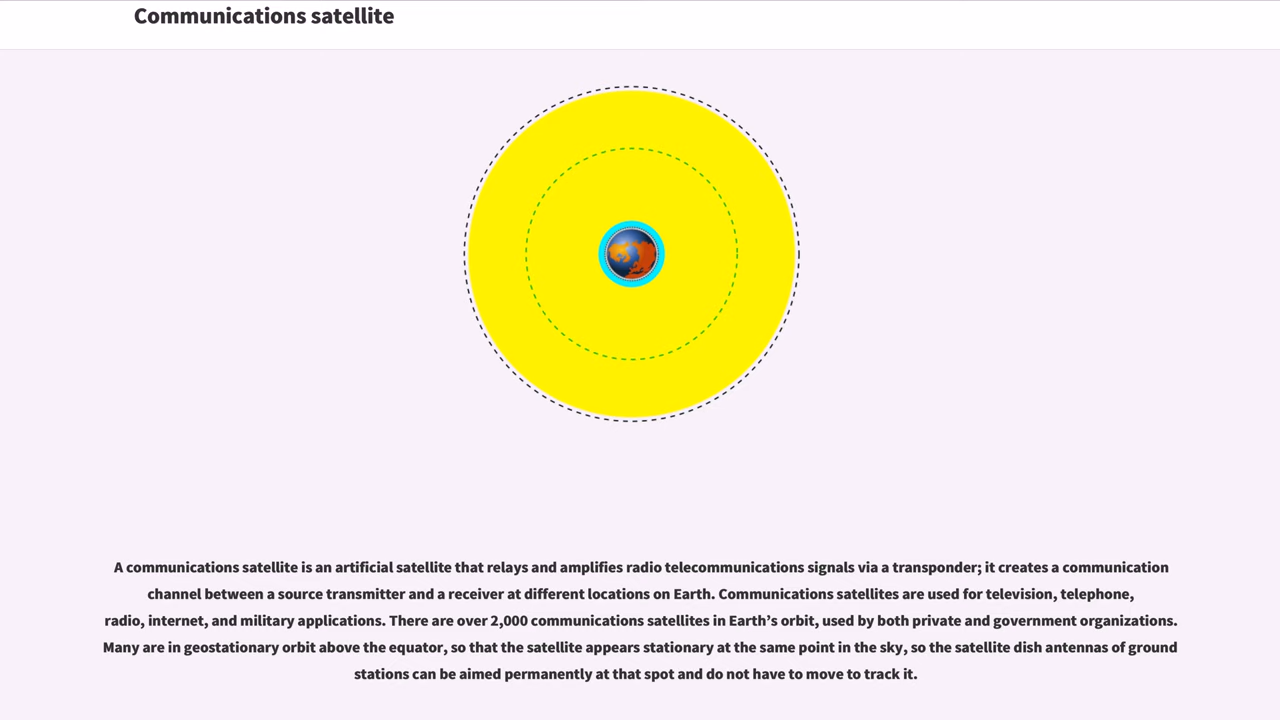 Communications satellite
A communications satellite is an artificial satellite that relays and amplifies radio telecommunications signals via a transponder; it creates a communication
channel between a source transmitter and a receiver at different locations on Earth. Communications satellites are used for television, telephone,
radio, internet, and military applications. There are over 2,000 communications satellites in Earth’s orbit, used by both private and government organizations.
Many are in geostationary orbit above the equator, so that the satellite appears stationary at the same point in the sky, so the satellite dish antennas of ground
stations can be aimed permanently at that spot and do not have to move to track it.